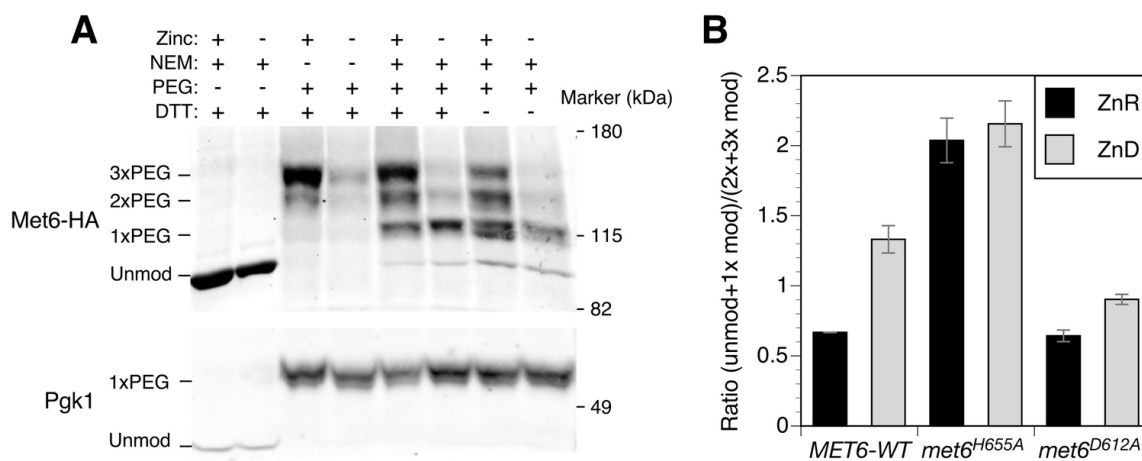 A
Zinc: + - + - + - + -
NEM: + + - - + + + +
PEG: - - + + + + + +
DTT: + + + + + + - -
Marker (kDa)
180
3xPEG
2xPEG
Met6-HA
1xPEG
115
Unmod
82
1xPEG
Pgk1
49
Unmod
B
Ratio (unmod+1x mod)/(2x+3x mod)
2.5
2
1.5
1
0.5
0
ZnR
ZnD
MET6-WT met6H655A met6D612A